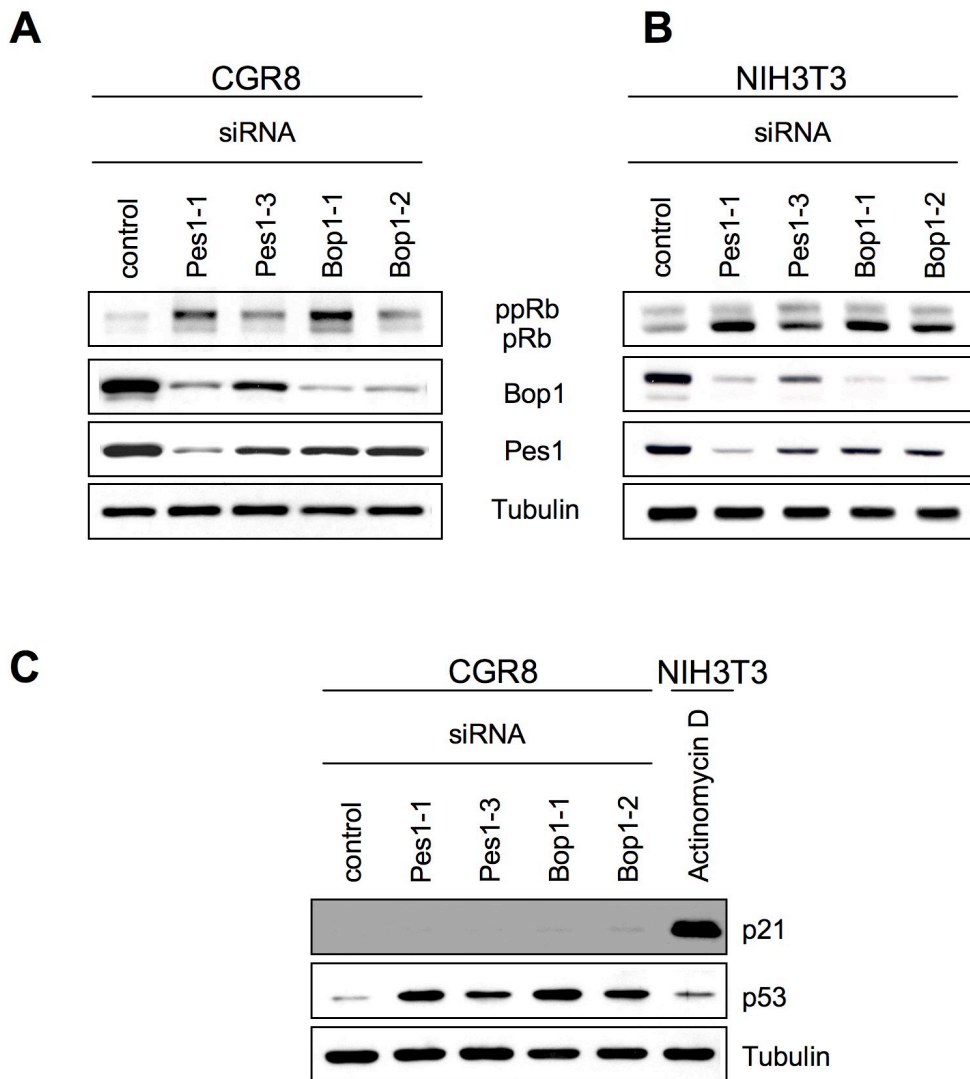 A
B
CGR8
NIH3T3
siRNA
siRNA
control
Pes1-1
Pes1-3
Bop1-1
Bop1-2
control
Pes1-1
Pes1-3
Bop1-1
Bop1-2
ppRb
pRb
Bop1
Pes1
Tubulin
C
CGR8
NIH3T3
siRNA
control
Pes1-1
Pes1-3
Bop1-1
Bop1-2
Actinomycin D
p21
p53
Tubulin